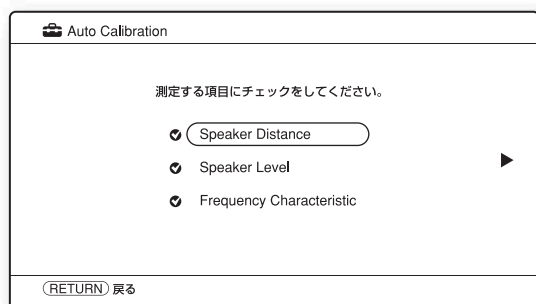 Auto Calibration
測定する項目にチェックをしてください。
Speaker Distance
Speaker Level
Frequency Characteristic
RETURN 戻る